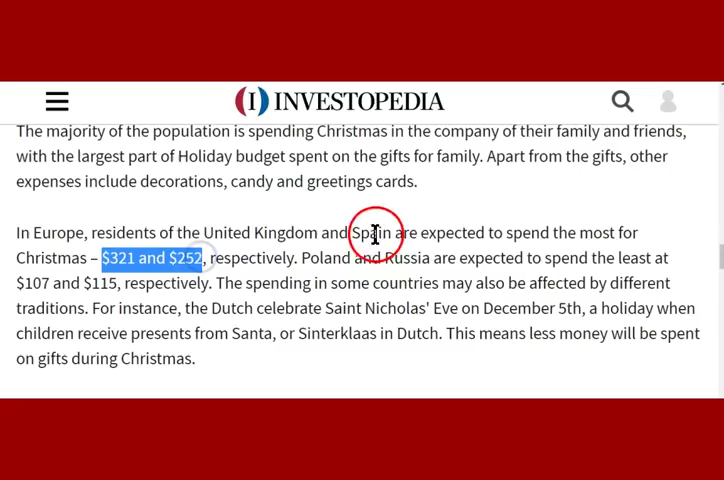 INVESTOPEDIA
The majority of the population is spending Christmas in the company of their family and friends,
with the largest part of Holiday budget spent on the gifts for family. Apart from the gifts, other
expenses include decorations, candy and greetings cards.
In Europe, residents of the United Kingdom and Spain are expected to spend the most for
Christmas – $321 and $252, respectively. Poland and Russia are expected to spend the least at
$107 and $115, respectively. The spending in some countries may also be affected by different
traditions. For instance, the Dutch celebrate Saint Nicholas' Eve on December 5th, a holiday when
children receive presents from Santa, or Sinterklaas in Dutch. This means less money will be spent
on gifts during Christmas.